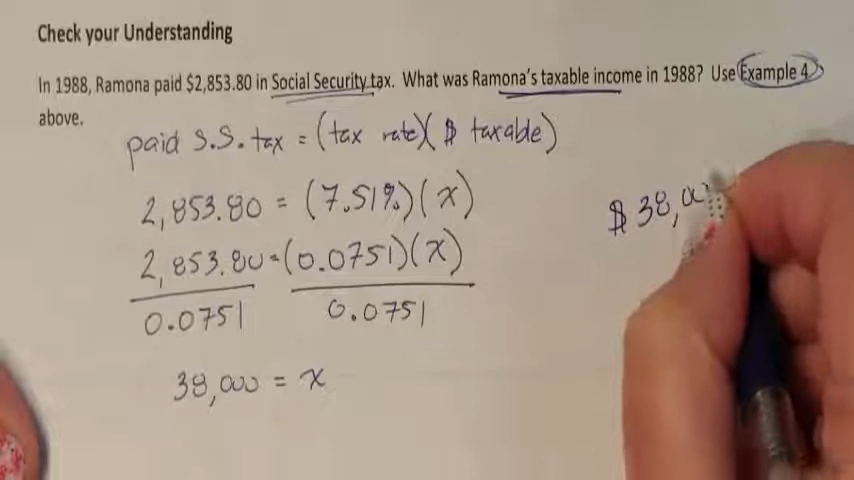 Check your Understanding
In 1988, Ramona paid $2,853.80 in Social Security tax. What was Ramona's taxable income in 1988? Use Example 4
above.
paid S.S. tax = (tax rate)($ taxable)
2,853.80 = (7.51%)(x)
$ 38,00
2,853.80=(0.0751)(x)
0.0751 0.0751
38,000 = x